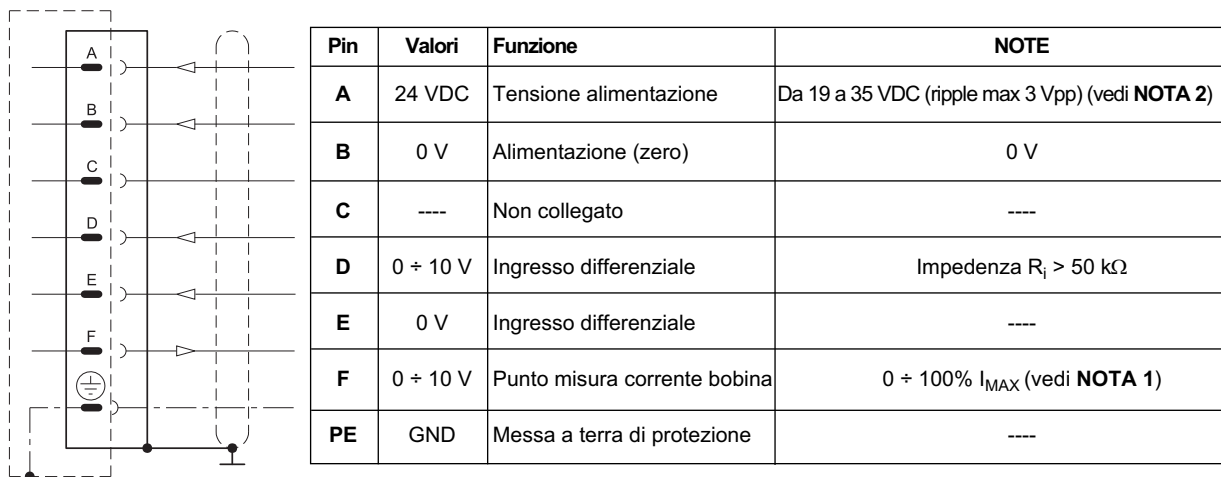 A
B
C
D
E
F
Pin Valori Funzione NOTE
A 24 VDC Tensione alimentazione Da 19 a 35 VDC (ripple max 3 Vpp) (vedi NOTA 2)
B 0 V Alimentazione (zero) 0 V
C ---- Non collegato ----
D 0 ÷ 10 V Ingresso differenziale Impedenza Ri > 50 kΩ
E 0 V Ingresso differenziale ----
F 0 ÷ 10 V Punto misura corrente bobina 0 ÷ 100% IMAX (vedi NOTA 1)
PE GND Messa a terra di protezione ----